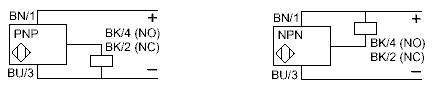 BN/1 +
PNP
BK/4 (NO)
BK/2 (NC)
BU/3 −
BN/1 +
NPN
BK/4 (NO)
BK/2 (NC)
BU/3 −